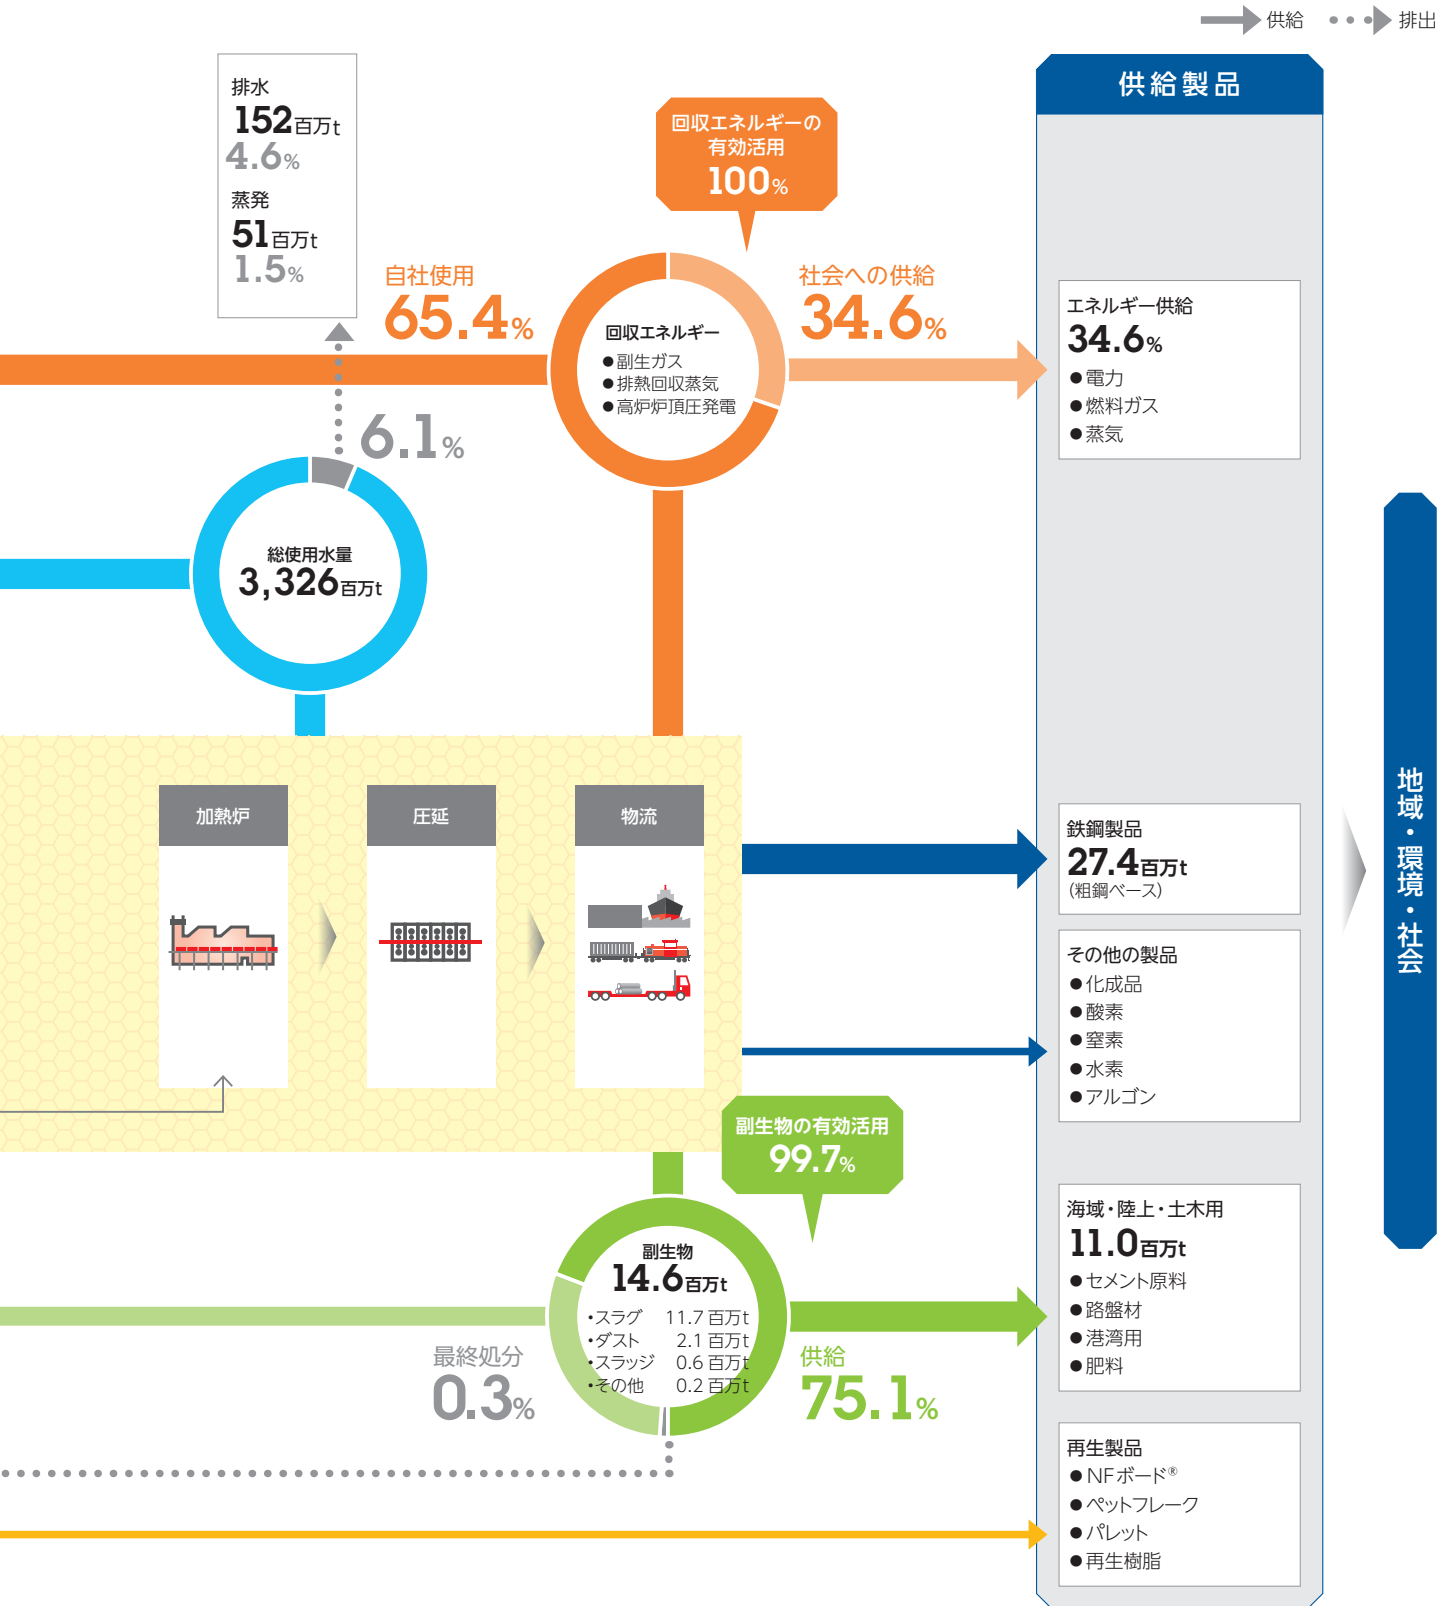 供給
排出
排水
152百万t
4.6%
蒸発
51百万t
1.5%
回収エネルギーの
有効活用
100%
自社使用
65.4%
社会への供給
34.6%
回収エネルギー
●副生ガス
●排熱回収蒸気
●高炉炉頂圧発電
6.1%
総使用水量
3,326百万t
加熱炉
圧延
物流
副生物の有効活用
99.7%
副生物
14.6百万t
・スラグ 11.7 百万t
・ダスト 2.1 百万t
・スラッジ 0.6 百万t
・その他 0.2 百万t
最終処分
0.3%
供給
75.1%
供給製品
エネルギー供給
34.6%
●電力
●燃料ガス
●蒸気
鉄鋼製品
27.4百万t
(粗鋼ベース)
その他の製品
●化成品
●酸素
●窒素
●水素
●アルゴン
海域・陸上・土木用
11.0百万t
●セメント原料
●路盤材
●港湾用
●肥料
再生製品
●NFボード®
●ペットフレーク
●パレット
●再生樹脂
地域・環境・社会